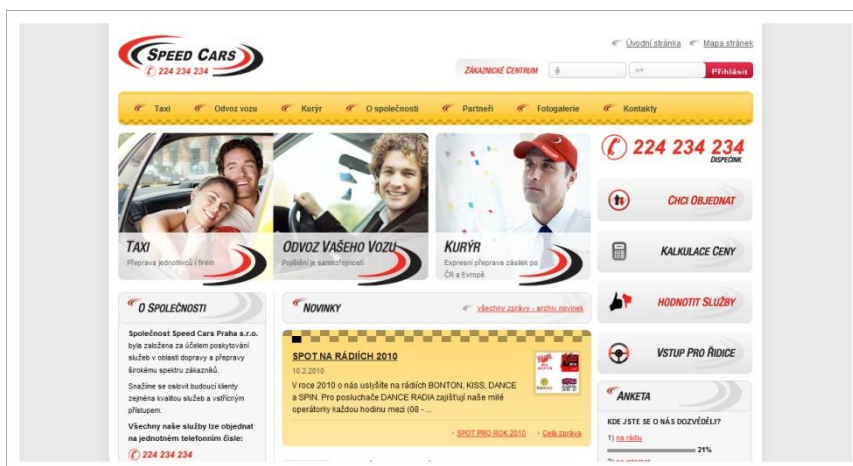 SPEED CARS
224 234 234
Úvodní stránka
Mapa stránek
ZÁKAZNICKÉ CENTRUM
Přihlásit
Taxi
Odvoz vozu
Kurýr
O společnosti
Partneři
Fotogalerie
Kontakty
TAXI
Přeprava jednotlivců i firem
ODVOZ VAŠEHO VOZU
Pojištění je samozřejmostí
KURÝR
Expresní přeprava zásilek po
ČR a Evropě
224 234 234
DISPEČINK
CHCI OBJEDNAT
KALKULACE CENY
HODNOTIT SLUŽBY
VSTUP PRO ŘIDICE
O SPOLEČNOSTI
Společnost Speed Cars Praha s.r.o.
byla založena za účelem poskytování
služeb v oblasti dopravy a přepravy
širokému spektru zákazníků.
Snažíme se oslovit budoucí klienty
zejména kvalitou služeb a vstřícným
přístupem.
Všechny naše služby lze objednat
na jednotném telefonním čísle:
224 234 234
NOVINKY
všechny zprávy - archiv novinek
SPOT NA RÁDIÍCH 2010
10.2.2010
V roce 2010 o nás uslyšíte na rádiích BONTON, KISS, DANCE
a SPIN. Pro posluchače DANCE RADIA zajišťují naše milé
operátorky každou hodinu mezi (08 - ...
SPOT PRO ROK 2010
Celá zpráva
ANKETA
KDE JSTE SE O NÁS DOZVĚDĚLI?
1) na rádiu
21%
2) na internet